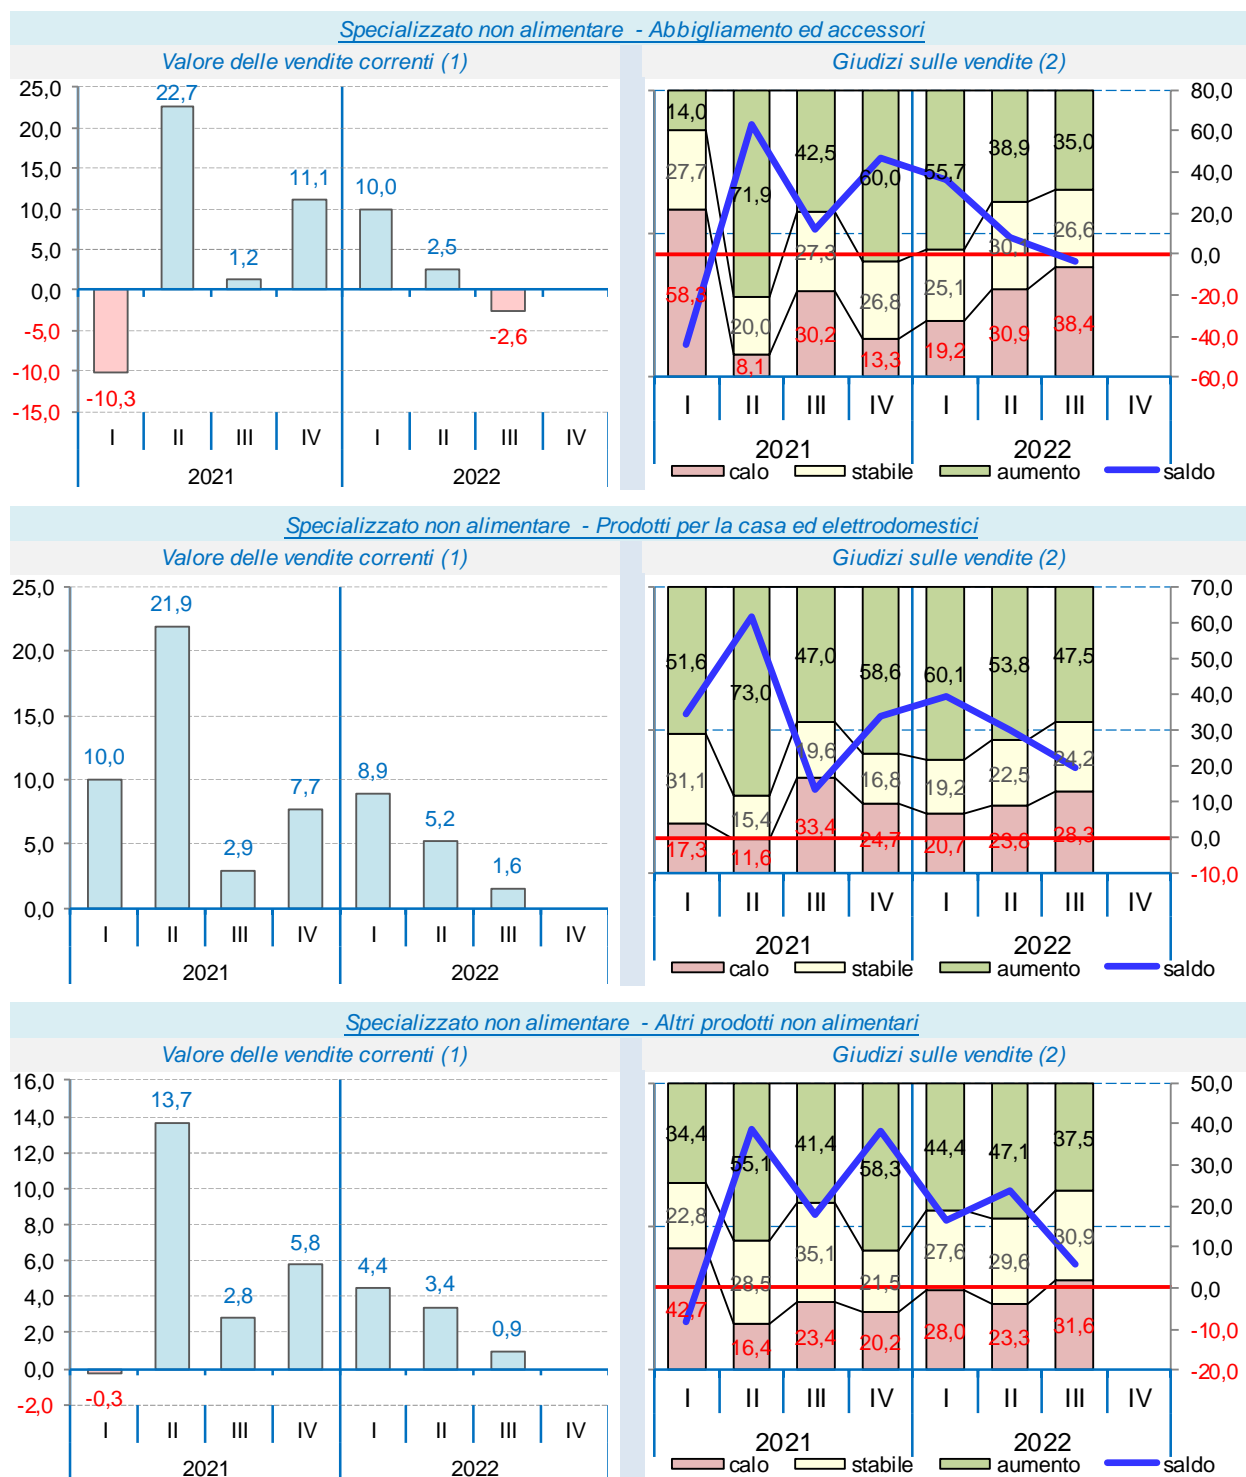 Specializzato non alimentare - Abbigliamento ed accessori
Valore delle vendite correnti (1)
25,0
20,0
15,0
10,0
5,0
0,0
-5,0
-10,0
-15,0
-10,3
22,7
1,2
11,1
10,0
2,5
-2,6
I II III IV I II III IV
2021 2022
Giudizi sulle vendite (2)
14,0 71,9 42,5 60,0 55,7 38,9 35,0
27,7 20,0 27,3 26,8 25,1 30,1 26,6
58,3 8,1 30,2 13,3 19,2 30,9 38,4
80,0
60,0
40,0
20,0
0,0
-20,0
-40,0
-60,0
I II III IV I II III IV
2021 2022
calo stabile aumento saldo
Specializzato non alimentare - Prodotti per la casa ed elettrodomestici
Valore delle vendite correnti (1)
25,0
20,0
15,0
10,0
5,0
0,0
10,0
21,9
2,9
7,7
8,9
5,2
1,6
I II III IV I II III IV
2021 2022
Giudizi sulle vendite (2)
51,6 73,0 47,0 58,6 60,1 53,8 47,5
31,1 15,4 19,6 16,8 19,2 22,5 24,2
17,3 11,6 33,4 24,7 20,7 23,8 28,3
70,0
60,0
50,0
40,0
30,0
20,0
10,0
0,0
-10,0
I II III IV I II III IV
2021 2022
calo stabile aumento saldo
Specializzato non alimentare - Altri prodotti non alimentari
Valore delle vendite correnti (1)
16,0
14,0
12,0
10,0
8,0
6,0
4,0
2,0
0,0
-2,0
-0,3
13,7
2,8
5,8
4,4
3,4
0,9
I II III IV I II III IV
2021 2022
Giudizi sulle vendite (2)
34,4 55,1 41,4 58,3 44,4 47,1 37,5
22,8 28,5 35,1 21,5 27,6 29,6 30,9
42,7 16,4 23,4 20,2 28,0 23,3 31,6
50,0
40,0
30,0
20,0
10,0
0,0
-10,0
-20,0
I II III IV I II III IV
2021 2022
calo stabile aumento saldo